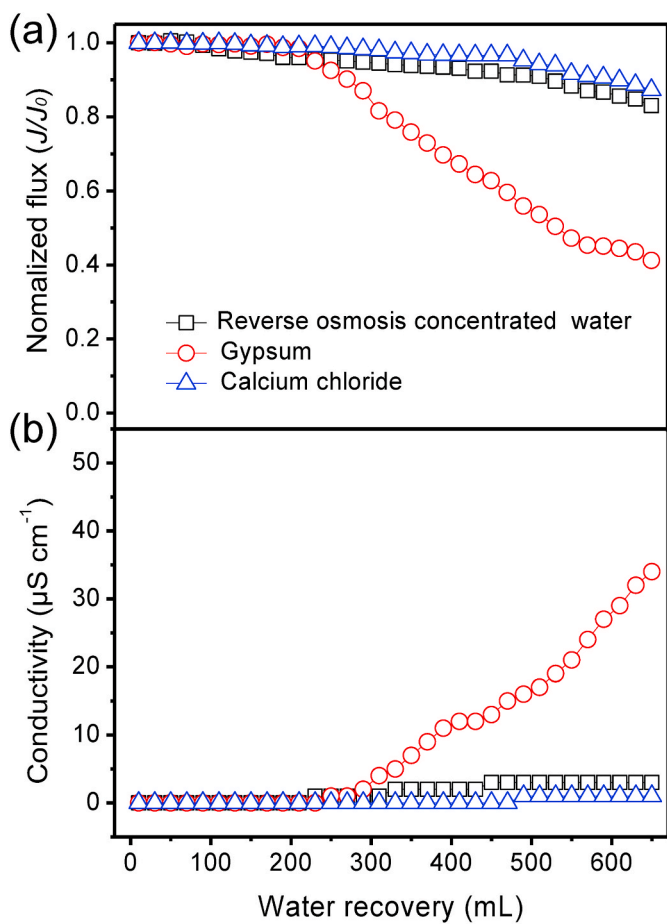 (a)
Nomalized flux (J/J₀)
1.0
0.8
0.6
0.4
0.2
0.0
Reverse osmosis concentrated water
Gypsum
Calcium chloride
(b)
Conductivity (µS cm⁻¹)
50
40
30
20
10
0
0 100 200 300 400 500 600
Water recovery (mL)